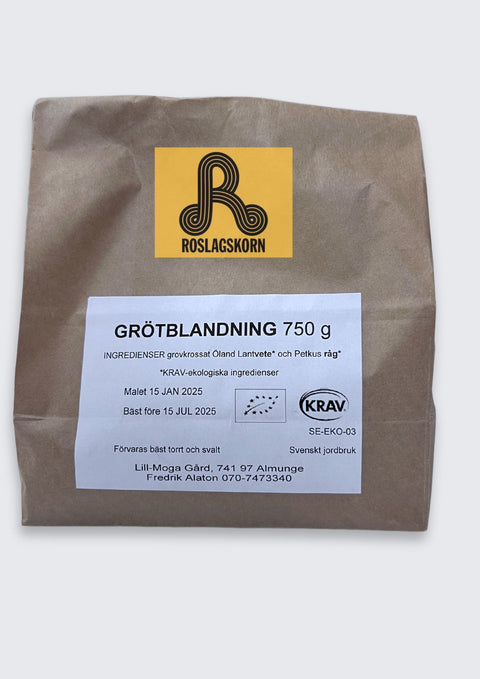 R
ROSLAGSKORN
GRÖTBLANDNING 750 g
INGREDIENSER grovkrossat Öland Lantvete* och Petkus råg*
*KRAV-ekologiska ingredienser
Malet 15 JAN 2025
Bäst före 15 JUL 2025
KRAV
SE-EKO-03
Förvaras bäst torrt och svalt
Svenskt jordbruk
Lill-Moga Gård, 741 97 Almunge
Fredrik Alaton 070-7473340